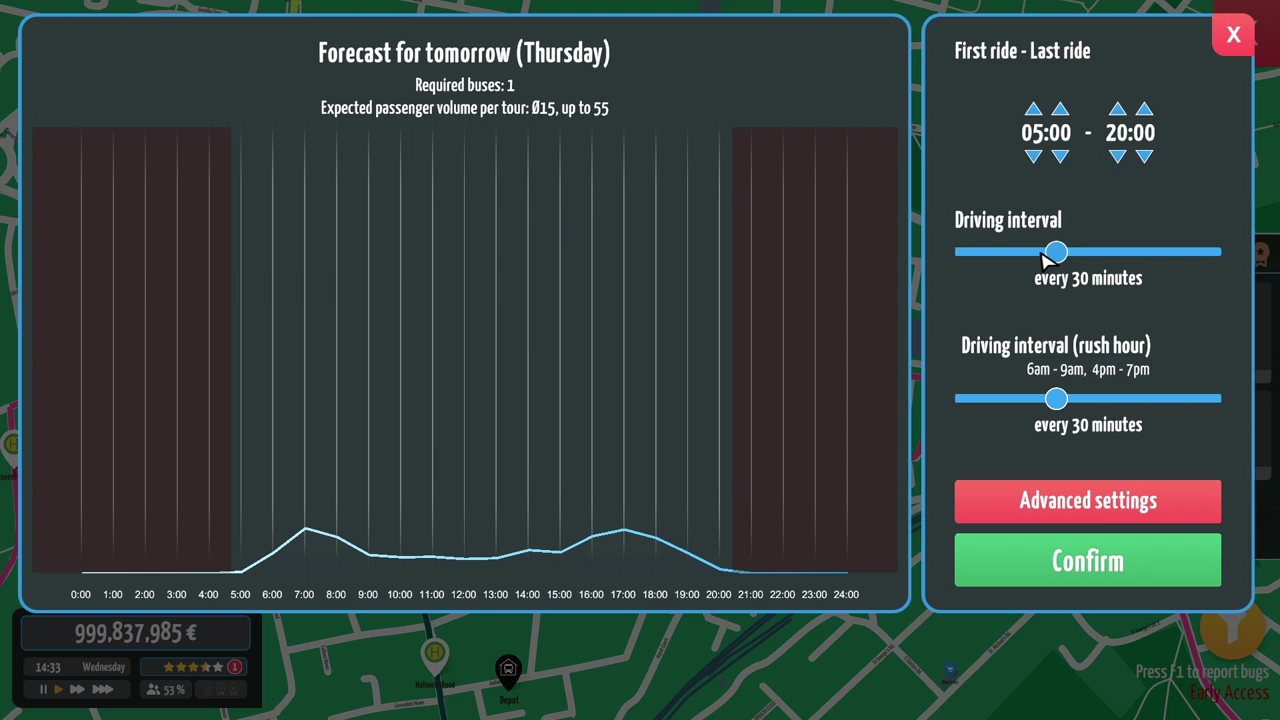 Forecast for tomorrow (Thursday)
Required buses: 1
Expected passenger volume per tour: Ø15, up to 55
0:00 1:00 2:00 3:00 4:00 5:00 6:00 7:00 8:00 9:00 10:00 11:00 12:00 13:00 14:00 15:00 16:00 17:00 18:00 19:00 20:00 21:00 22:00 23:00 24:00
X
First ride - Last ride
05:00 - 20:00
Driving interval
every 30 minutes
Driving interval (rush hour)
6am - 9am, 4pm - 7pm
every 30 minutes
Advanced settings
Confirm
999,837,985 €
14:33 Wednesday 1
53 %
H
H
Depot
Press F1 to report bugs
Early Access